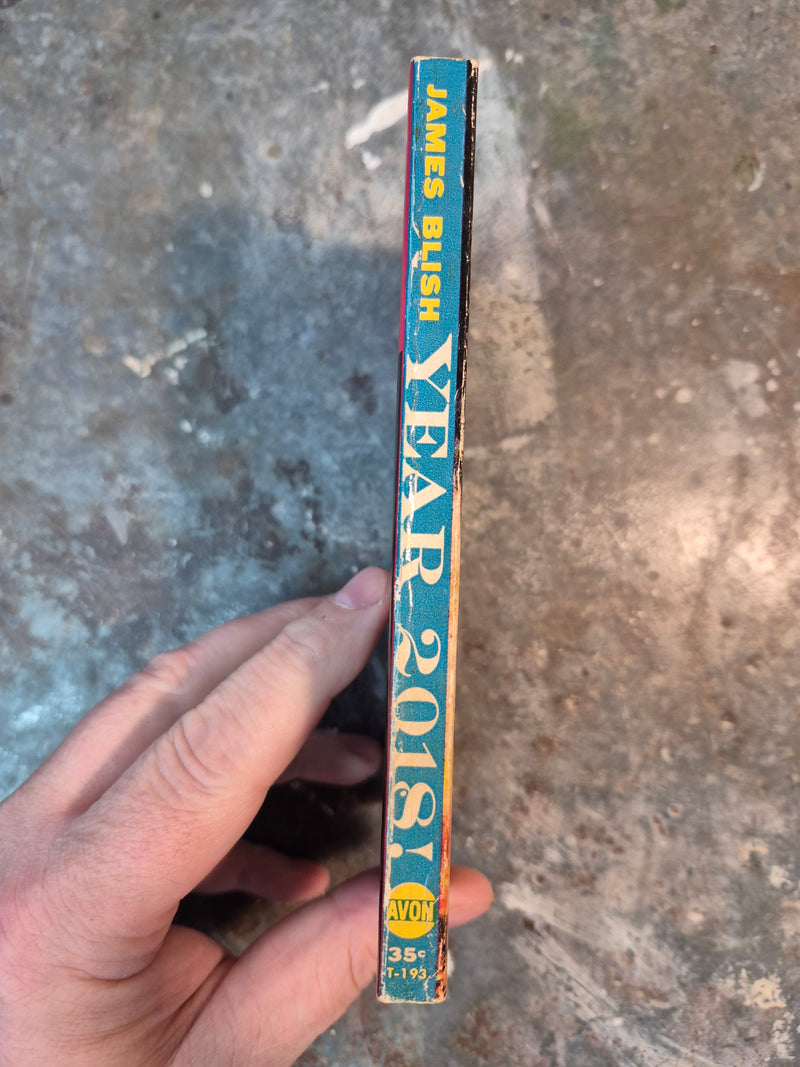 JAMES BLISH
YEAR 2018!
AVON
35¢
T-193